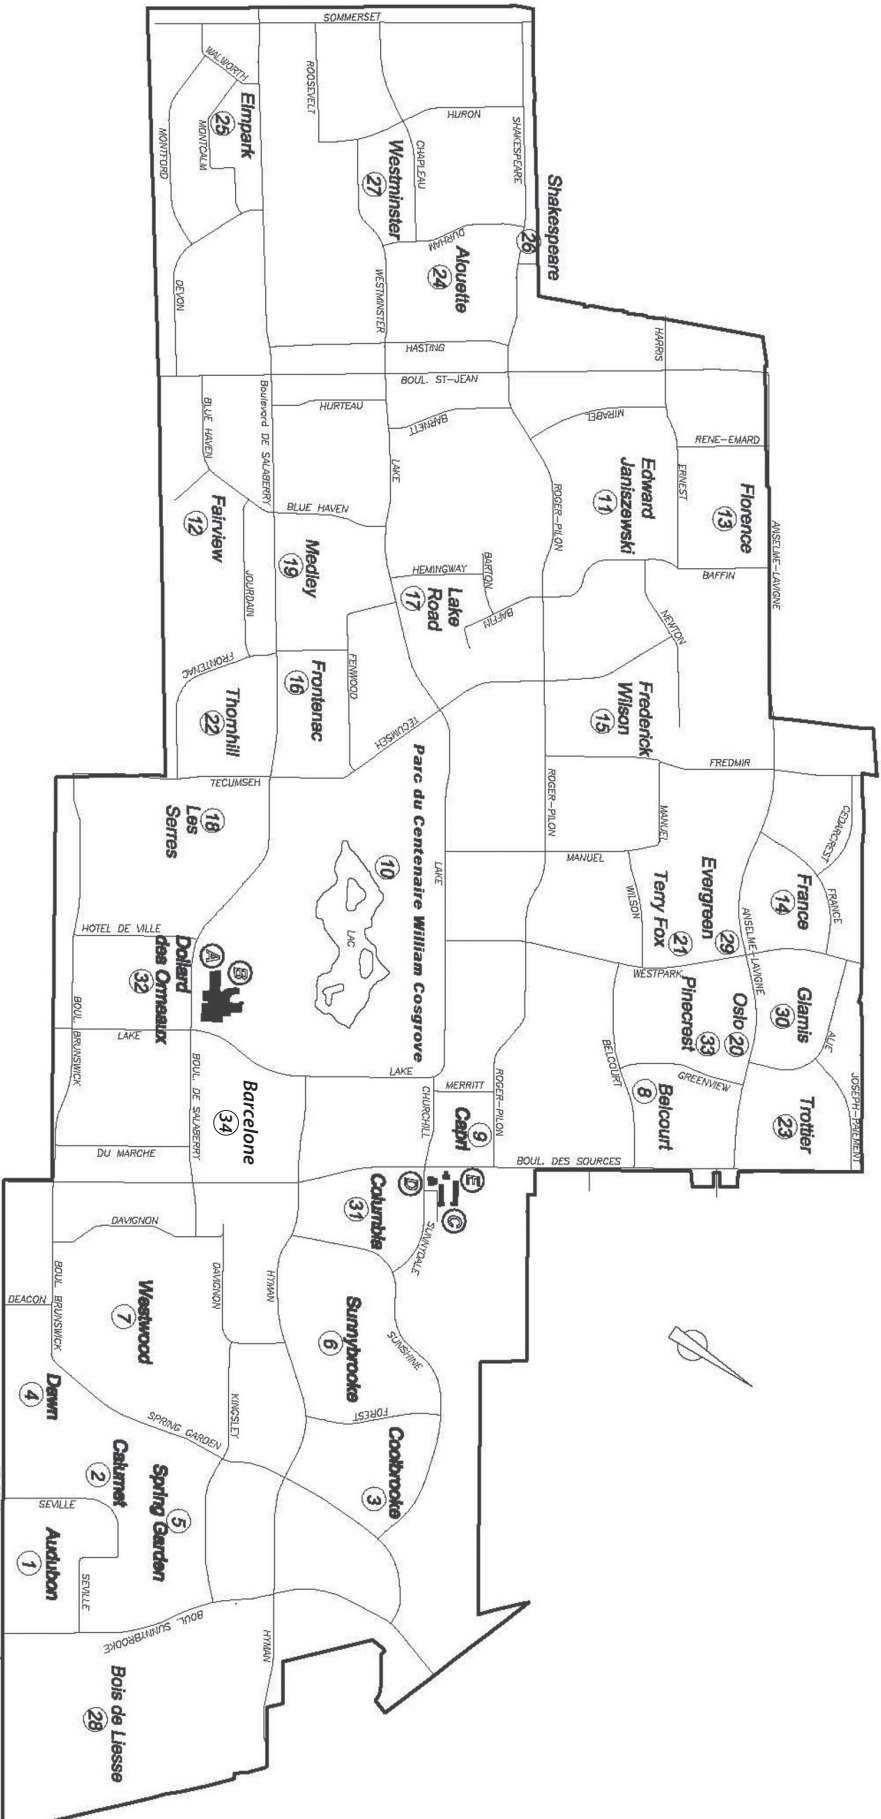 SOMMERSET
WALWORTH
ROOSEVELT
HURON
SHAKESPEARE
Elmpark
25
MONTCALM
MONTFORD
CHAPLEAU
Westminster
27
Shakespeare
26
DURHAM
Alouette
24
WESTMINSTER
DEVON
HASTING
HARRIS
BOUL. ST-JEAN
HURTEAU
BARNETT
MIRABEL
BLUE HAVEN
Boulevard DE SALABERRY
LAKE
RENE-EMARD
ERNEST
Edward
Janiszewski
11
Florence
13
ANSELME-LAVIGNE
ROGER-PILON
BLUE HAVEN
Fairview
12
Medley
19
JOURDAIN
HEMINGWAY
BARTON
BAFFIN
BAFFIN
Lake
Road
17
NEWTON
FRONTENAC
Frontenac
16
FENWOOD
Thornhill
22
TECUMSEH
TECUMSEH
Frederick
Wilson
15
FREDMIR
Parc du Centenaire William Cosgrove
10
LAC
LAKE
ROGER-PILON
MANUEL
MANUEL
WILSON
CEDARCREST
FRANCE
France
14
Evergreen
29
Terry Fox
21
ANSELME-LAVIGNE
Les
Serres
18
HOTEL DE VILLE
Dollard
des Ormeaux
32
A
B
WESTPARK
Pinecrest
33
Oslo
20
Glamis
30
AUE
BOUL. BRUNSWICK
LAKE
BOUL. DE SALABERRY
LAKE
MERRITT
ROGER-PILON
BELCOURT
GREENVIEW
Belcourt
8
Trottier
23
JOSEPH-PAIEMENT
Barcelone
34
CHURCHILL
Capri
9
BOUL. DES SOURCES
DU MARCHE
D
E
C
Columbia
31
SUNNYDALE
DAVIGNON
BOUL. BRUNSWICK
DEACON
Westwood
7
DAVIGNON
HYMAN
Sunnybrooke
6
SUNSHINE
Dawn
4
SPRING GARDEN
KINGSLEY
FOREST
Coolbrooke
3
Calumet
2
Spring Garden
5
SEVILLE
Audubon
1
SEVILLE
BOUL. SUNNYBROOKE
HYMAN
Bois de Liesse
28